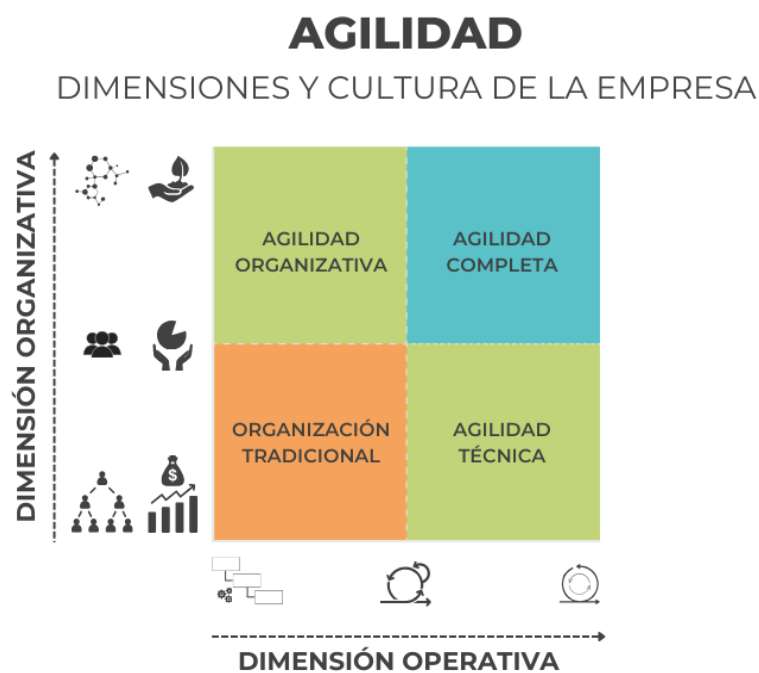 AGILIDAD
DIMENSIONES Y CULTURA DE LA EMPRESA
DIMENSIÓN ORGANIZATIVA
AGILIDAD
ORGANIZATIVA
AGILIDAD
COMPLETA
ORGANIZACIÓN
TRADICIONAL
AGILIDAD
TÉCNICA
$
DIMENSIÓN OPERATIVA